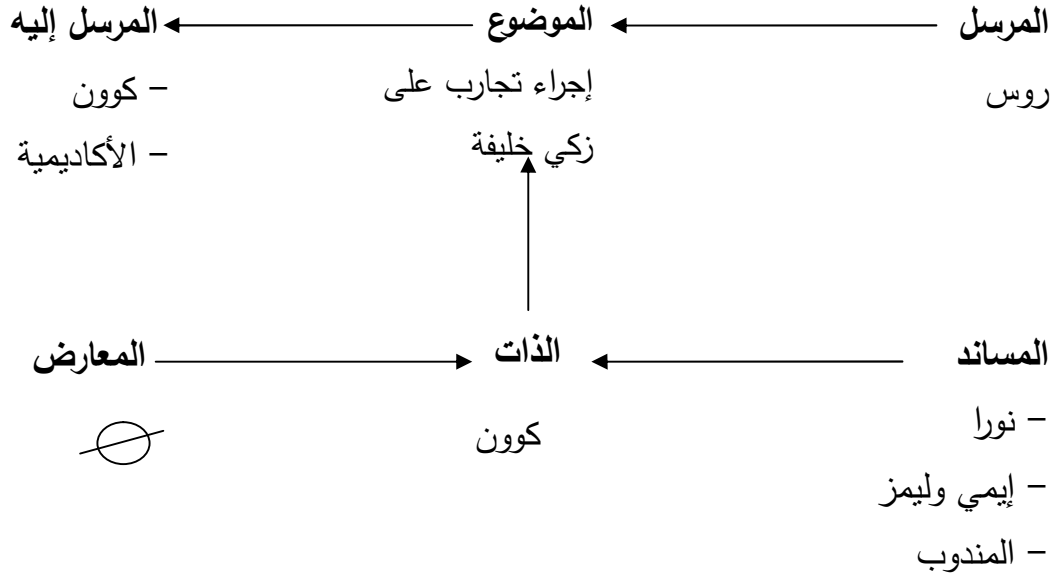 المرسل الموضوع المرسل إليه
روس إجراء تجارب على – كوون
زكي خليفة – الأكاديمية
المساند الذات المعارض
– نورا كوون
– إيمي وليمز
– المندوب